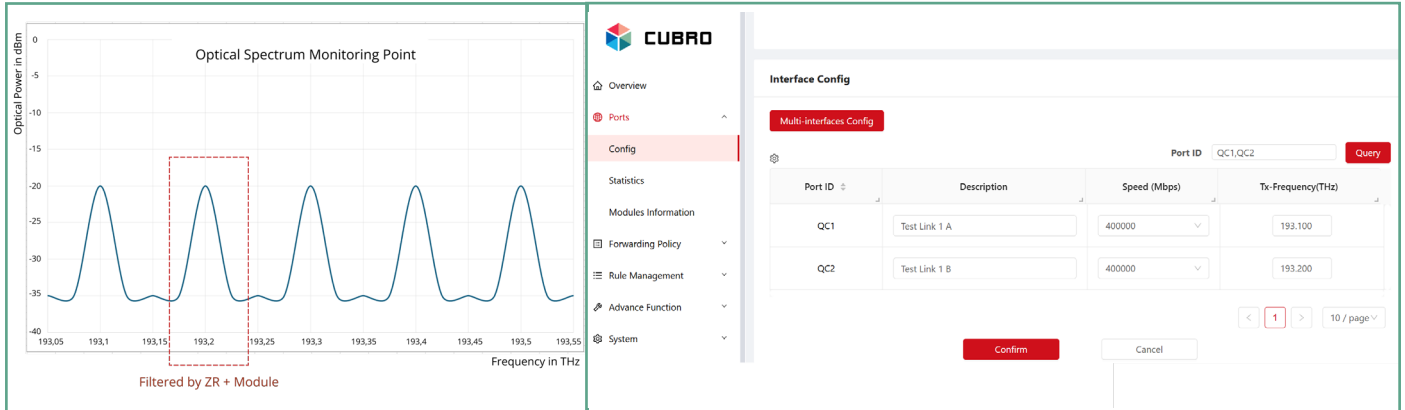 Optical Spectrum Monitoring Point
Optical Power in dBm
0
-5
-10
-15
-20
-25
-30
-35
-40
193,05 193,1 193,15 193,2 193,25 193,3 193,35 193,4 193,45 193,5 193,55
Frequency in THz
Filtered by ZR + Module
CUBRO
Overview
Ports
Config
Statistics
Modules Information
Forwarding Policy
Rule Management
Advance Function
System
Interface Config
Multi-interfaces Config
Port ID QC1,QC2 Query
Port ID Description Speed (Mbps) Tx-Frequency(THz)
QC1 Test Link 1 A 400000 193.100
QC2 Test Link 1 B 400000 193.200
< 1 > 10 / page
Confirm Cancel